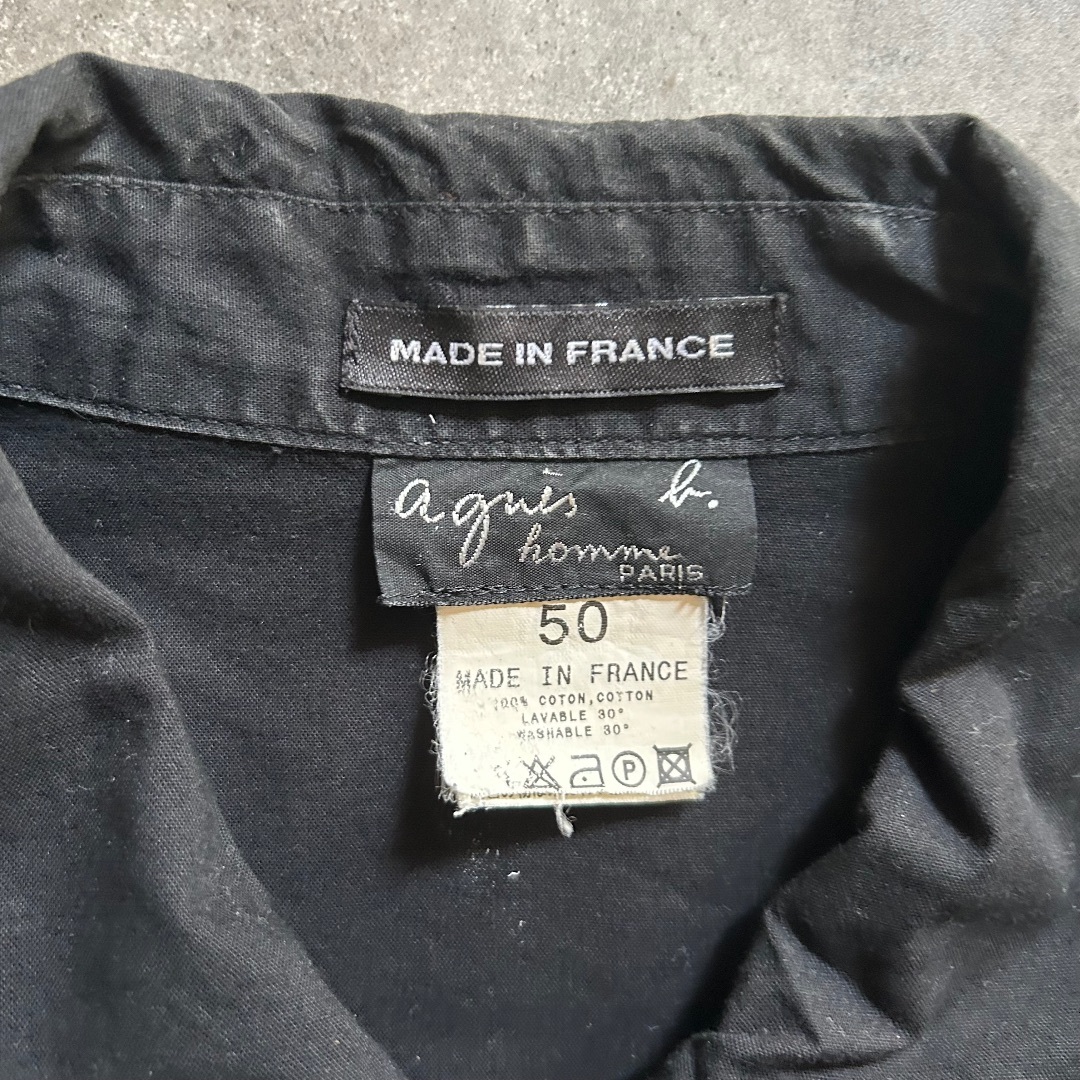 MADE IN FRANCE
agnès b.
homme
PARIS
50
MADE IN FRANCE
100% COTON,COTTON
LAVABLE 30°
WASHABLE 30°
P